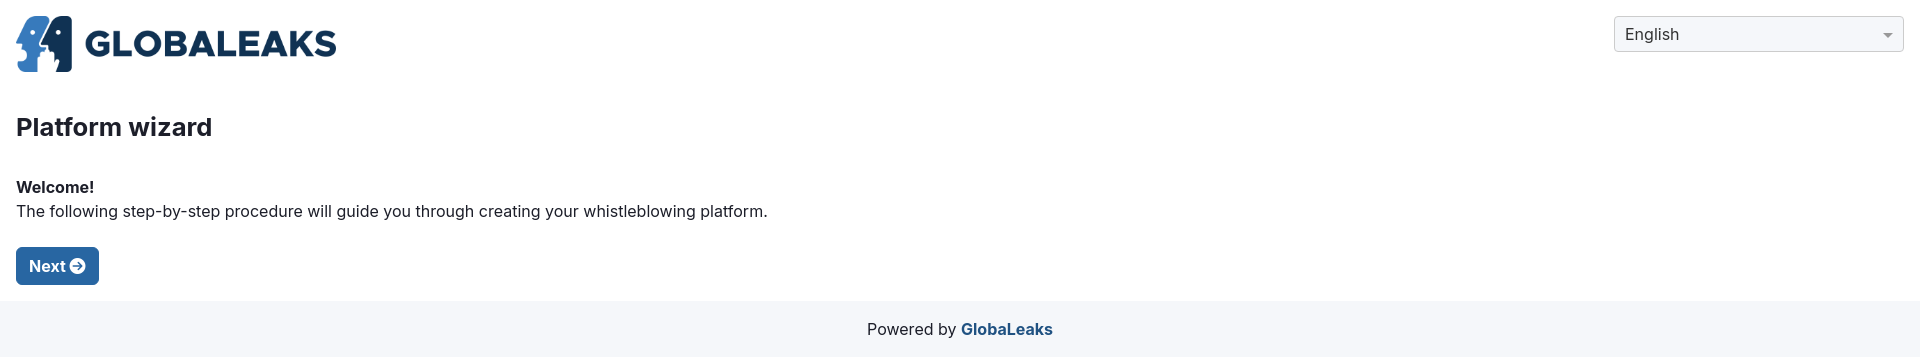 GLOBALEAKS
English
Platform wizard
Welcome!
The following step-by-step procedure will guide you through creating your whistleblowing platform.
Next
Powered by GlobaLeaks